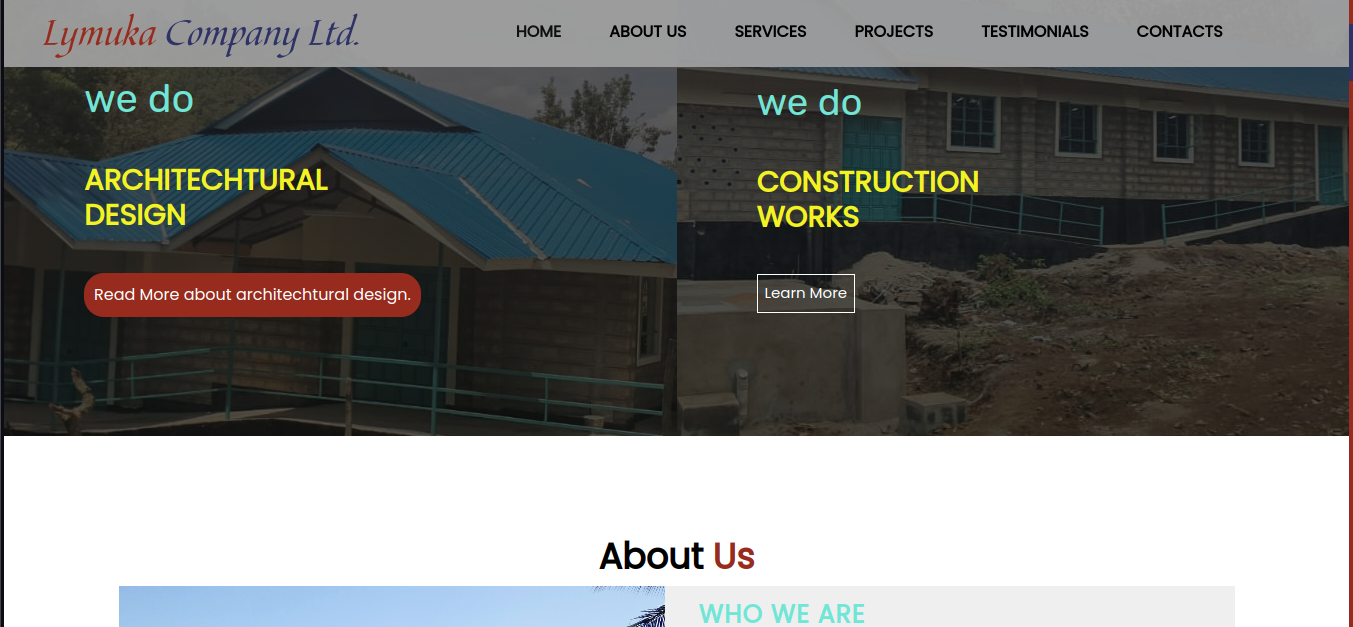 Lymuka Company Ltd.
HOME ABOUT US SERVICES PROJECTS TESTIMONIALS CONTACTS
we do
ARCHITECHTURAL
DESIGN
Read More about architechtural design.
we do
CONSTRUCTION
WORKS
Learn More
About Us
WHO WE ARE